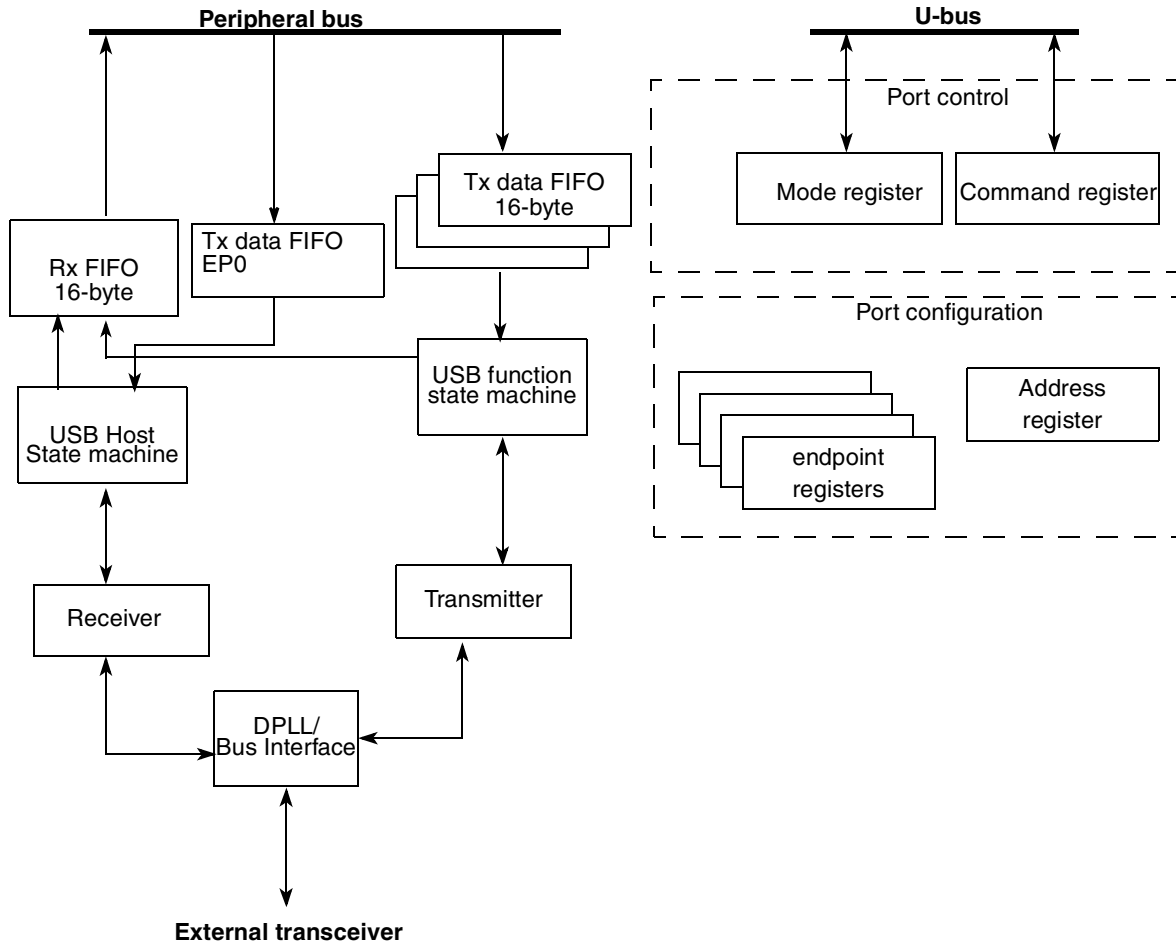 Peripheral bus
U-bus
Port control
Tx data FIFO
16-byte
Mode register
Command register
Tx data FIFO
EP0
Rx FIFO
16-byte
Port configuration
USB function
state machine
Address
register
USB Host
State machine
endpoint
registers
Transmitter
Receiver
DPLL/
Bus Interface
External transceiver